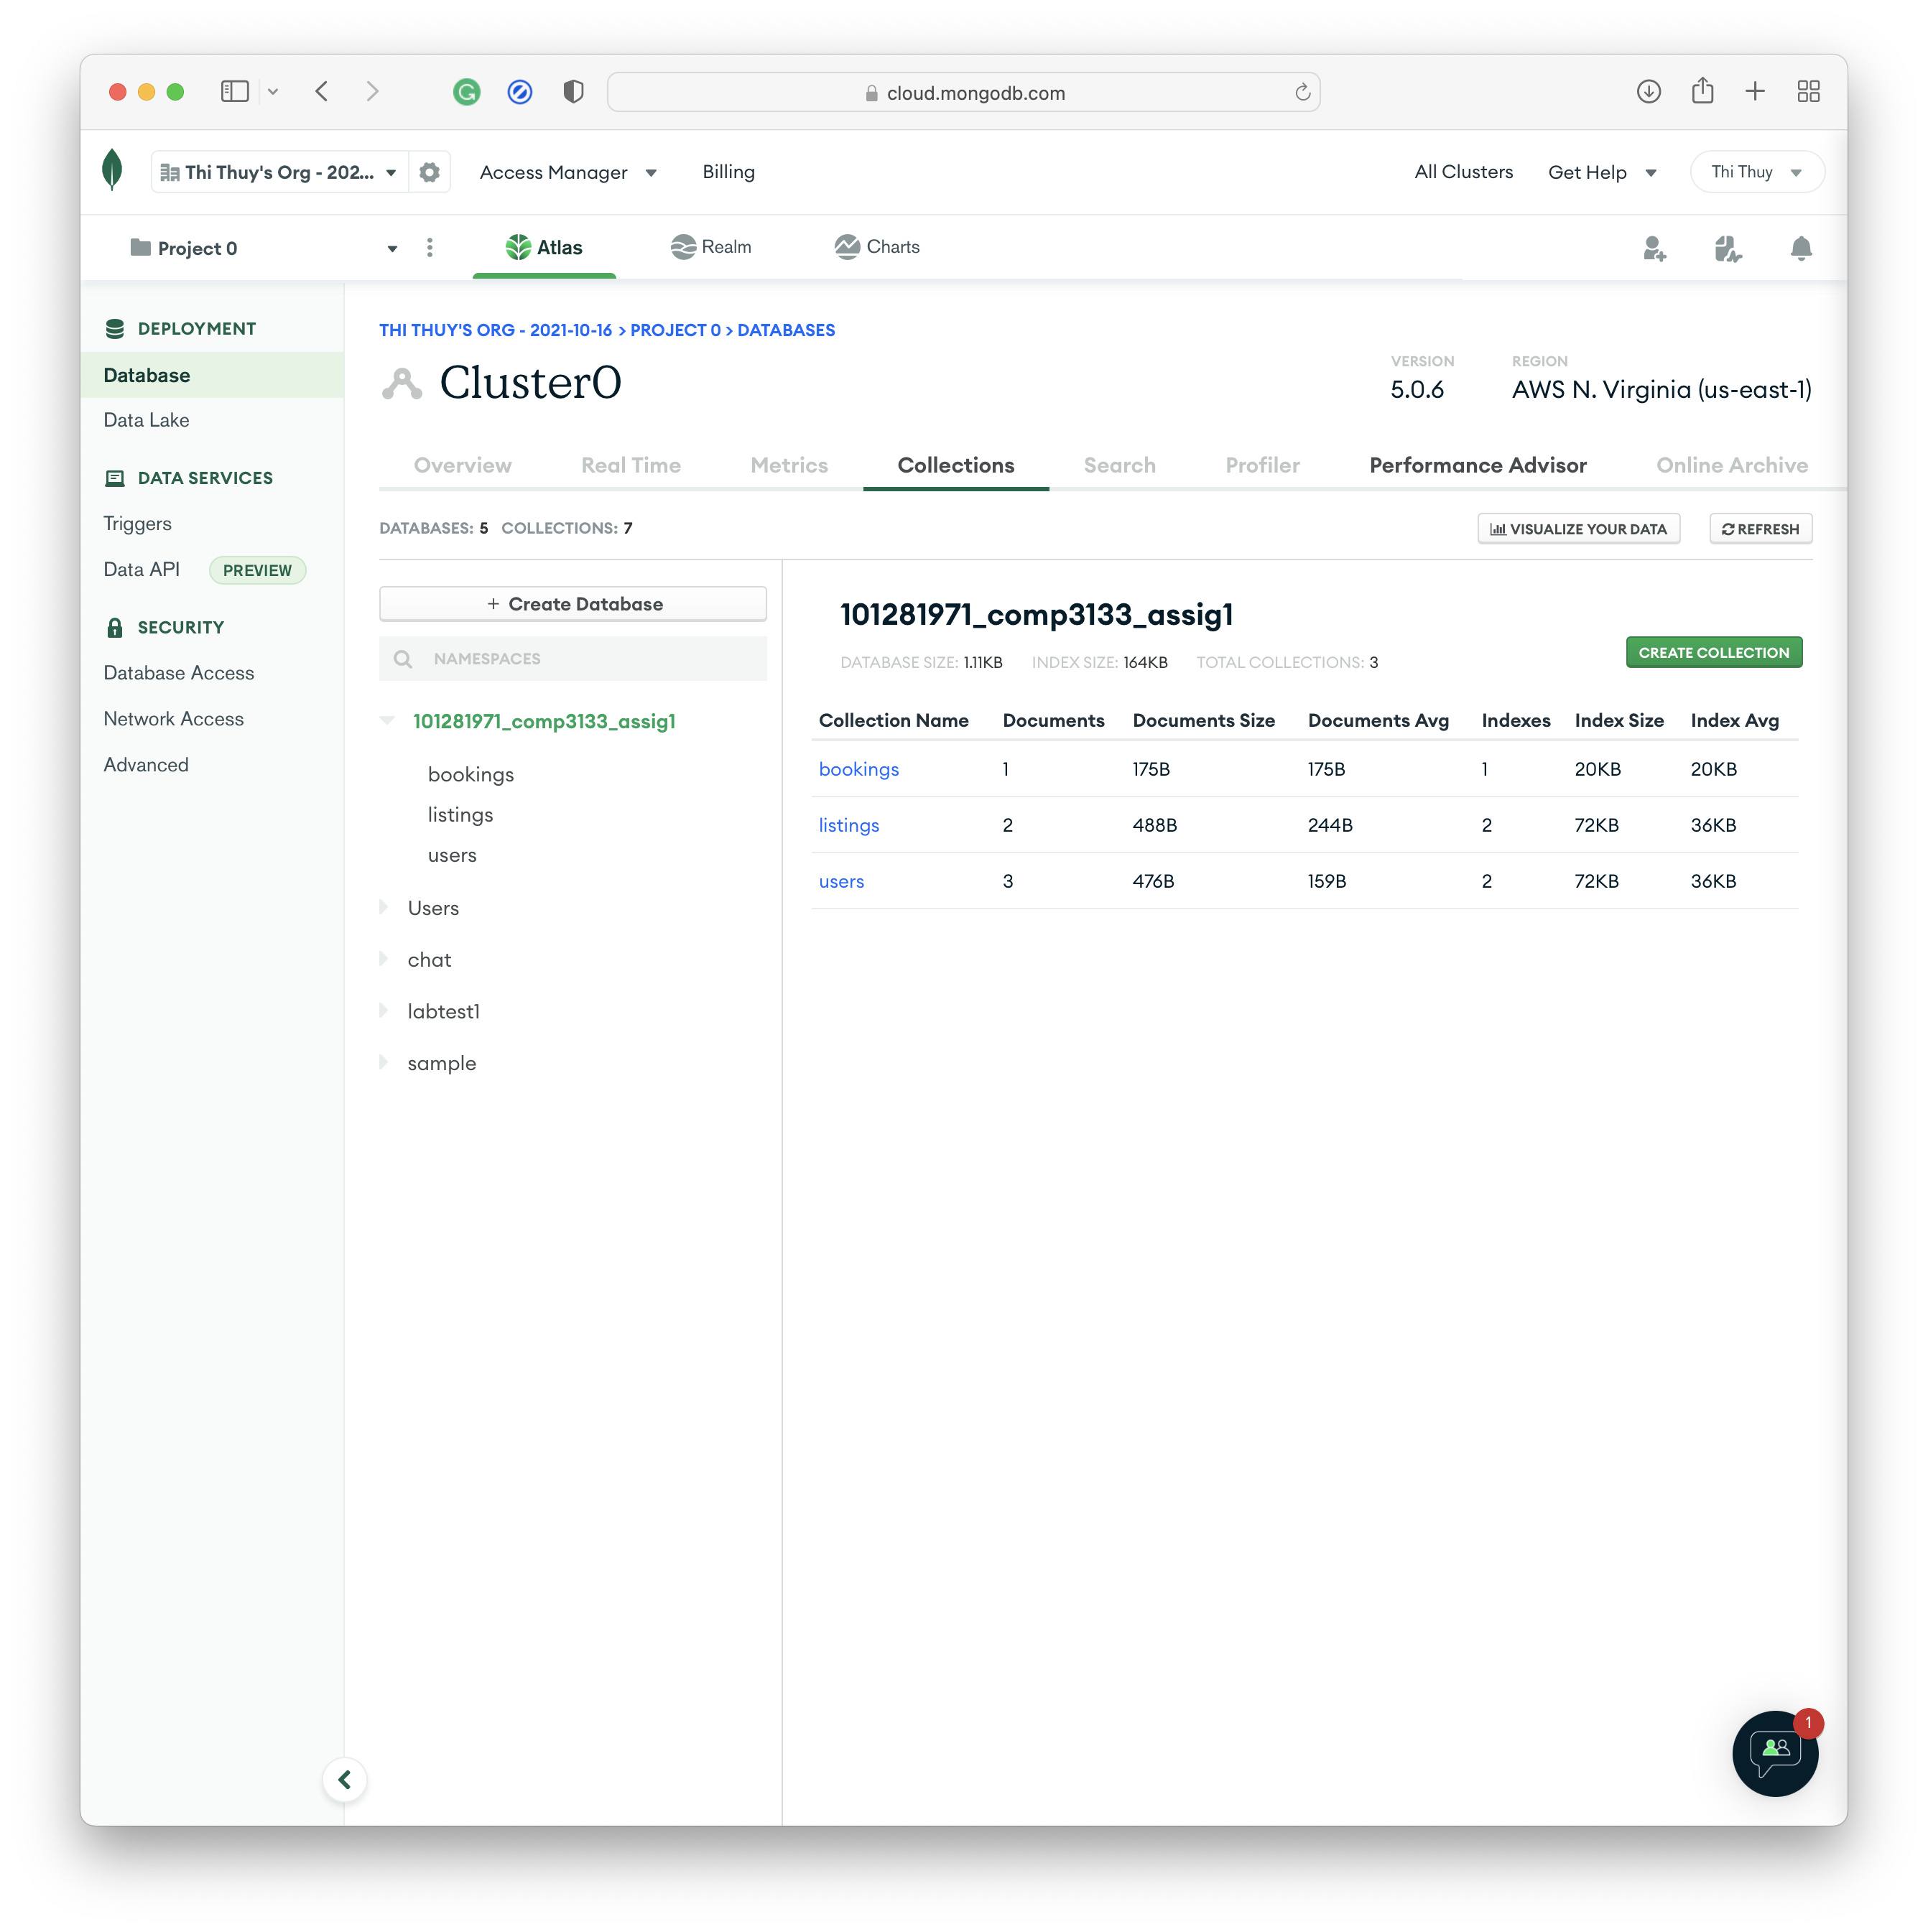 cloud.mongodb.com
Thi Thuy's Org - 202...
Access Manager
Billing
All Clusters
Get Help
Thi Thuy
Project 0
Atlas
Realm
Charts
DEPLOYMENT
Database
Data Lake
DATA SERVICES
Triggers
Data API
PREVIEW
SECURITY
Database Access
Network Access
Advanced
THI THUY'S ORG - 2021-10-16 > PROJECT 0 > DATABASES
Cluster0
VERSION
5.0.6
REGION
AWS N. Virginia (us-east-1)
Overview
Real Time
Metrics
Collections
Search
Profiler
Performance Advisor
Online Archive
DATABASES: 5 COLLECTIONS: 7
VISUALIZE YOUR DATA
REFRESH
+ Create Database
NAMESPACES
101281971_comp3133_assig1
bookings
listings
users
Users
chat
labtest1
sample
101281971_comp3133_assig1
DATABASE SIZE: 1.11KB INDEX SIZE: 164KB TOTAL COLLECTIONS: 3
CREATE COLLECTION
Collection Name Documents Documents Size Documents Avg Indexes Index Size Index Avg
bookings 1 175B 175B 1 20KB 20KB
listings 2 488B 244B 2 72KB 36KB
users 3 476B 159B 2 72KB 36KB
1